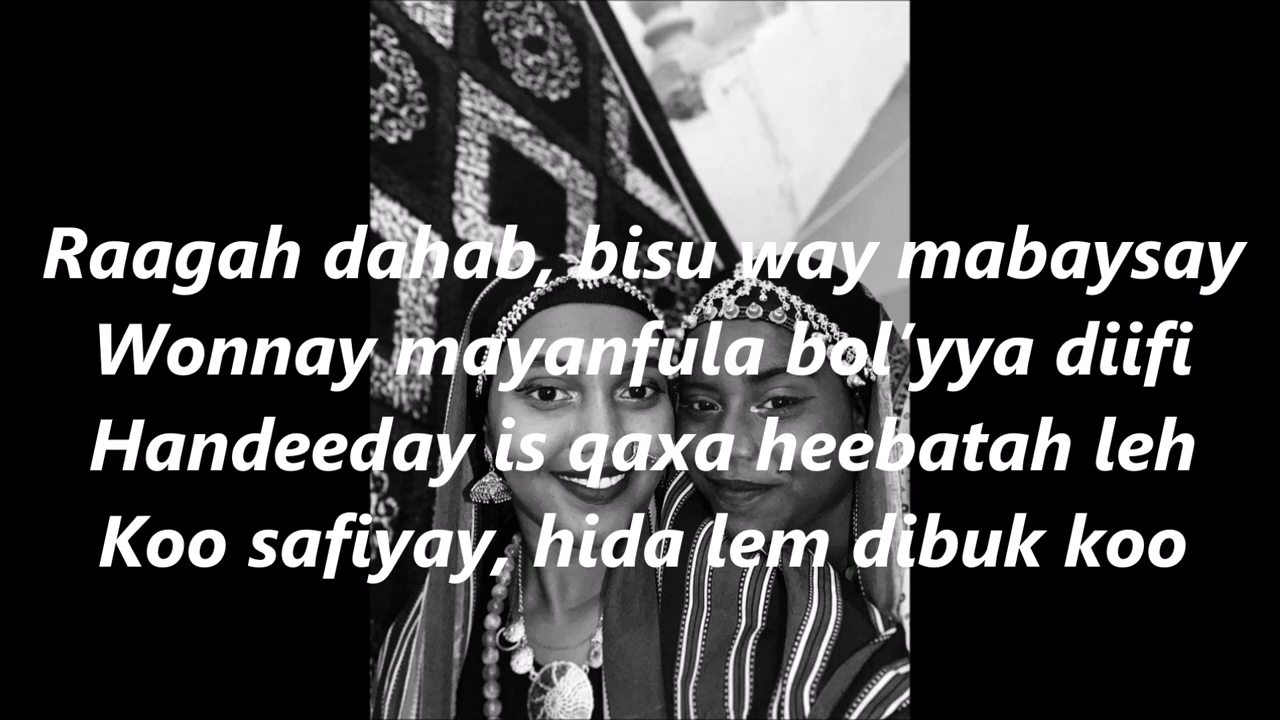 Raagah dahab, bisu way mabaysay
Wonnay mayanfula bol'yya diifi
Handeeday is qaxa heebatah leh
Koo safiyay, hida lem dibuk koo